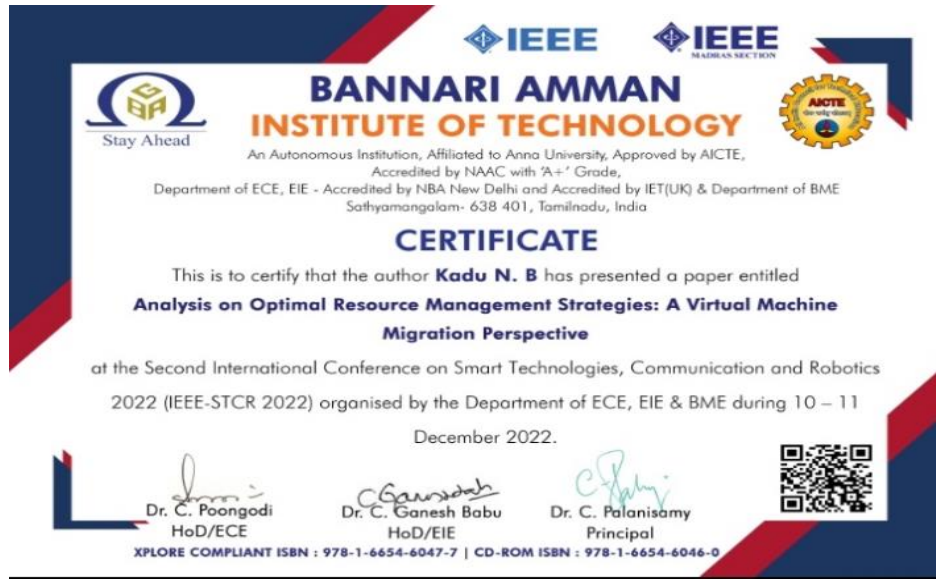 IEEE
IEEE
MADRAS SECTION
GBA
Stay Ahead
BANNARI AMMAN
INSTITUTE OF TECHNOLOGY
AICTE
An Autonomous Institution, Affiliated to Anna University, Approved by AICTE,
Accredited by NAAC with 'A+' Grade,
Department of ECE, EIE - Accredited by NBA New Delhi and Accredited by IET(UK) & Department of BME
Sathyamangalam- 638 401, Tamilnadu, India
CERTIFICATE
This is to certify that the author Kadu N. B has presented a paper entitled
Analysis on Optimal Resource Management Strategies: A Virtual Machine
Migration Perspective
at the Second International Conference on Smart Technologies, Communication and Robotics
2022 (IEEE-STCR 2022) organised by the Department of ECE, EIE & BME during 10 – 11
December 2022.
Dr. C. Poongodi
HoD/ECE
Dr. C. Ganesh Babu
HoD/EIE
Dr. C. Palanisamy
Principal
XPLORE COMPLIANT ISBN : 978-1-6654-6047-7 | CD-ROM ISBN : 978-1-6654-6046-0